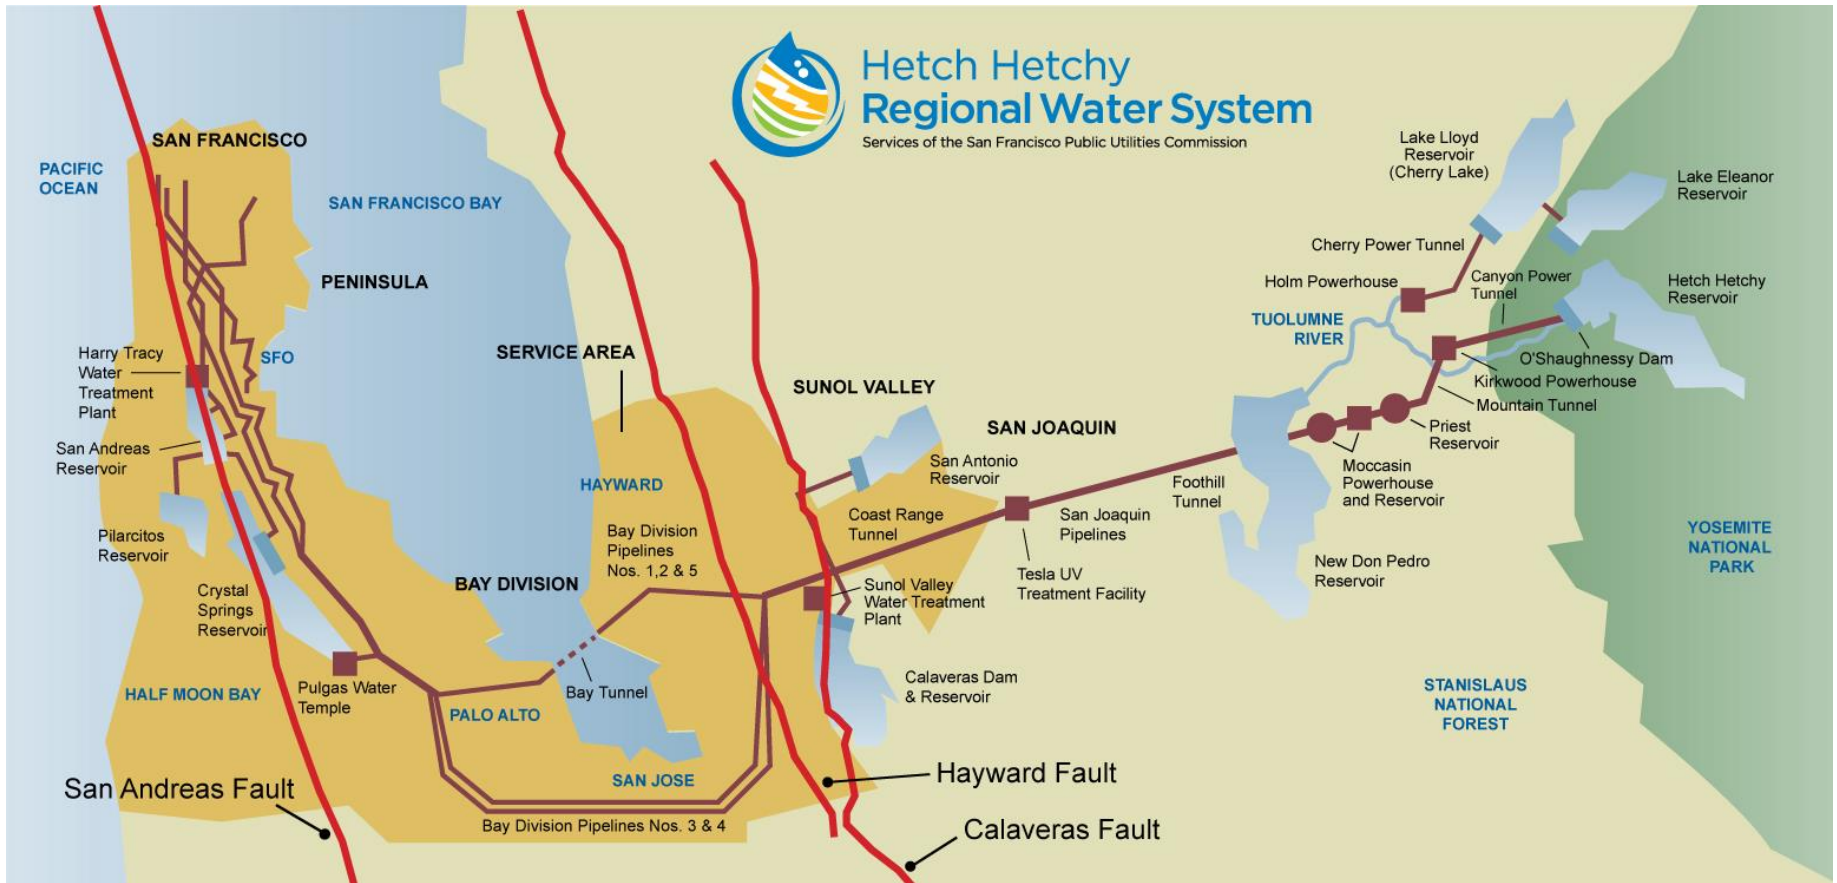 Hetch Hetchy
Regional Water System
Services of the San Francisco Public Utilities Commission
SAN FRANCISCO
PACIFIC
OCEAN
SAN FRANCISCO BAY
PENINSULA
SFO
Harry Tracy
Water
Treatment
Plant
San Andreas
Reservoir
Pilarcitos
Reservoir
Crystal
Springs
Reservoir
HALF MOON BAY
Pulgas Water
Temple
San Andreas Fault
SERVICE AREA
HAYWARD
Bay Division
Pipelines
Nos. 1,2 & 5
BAY DIVISION
Bay Tunnel
PALO ALTO
SAN JOSE
Bay Division Pipelines Nos. 3 & 4
SUNOL VALLEY
San Antonio
Reservoir
Coast Range
Tunnel
Sunol Valley
Water Treatment
Plant
Calaveras Dam
& Reservoir
Hayward Fault
Calaveras Fault
SAN JOAQUIN
San Joaquin
Pipelines
Tesla UV
Treatment Facility
Foothill
Tunnel
New Don Pedro
Reservoir
Moccasin
Powerhouse
and Reservoir
Priest
Reservoir
Mountain Tunnel
Kirkwood Powerhouse
O'Shaughnessy Dam
Canyon Power
Tunnel
Holm Powerhouse
Cherry Power Tunnel
TUOLUMNE
RIVER
Lake Lloyd
Reservoir
(Cherry Lake)
Lake Eleanor
Reservoir
Hetch Hetchy
Reservoir
YOSEMITE
NATIONAL
PARK
STANISLAUS
NATIONAL
FOREST